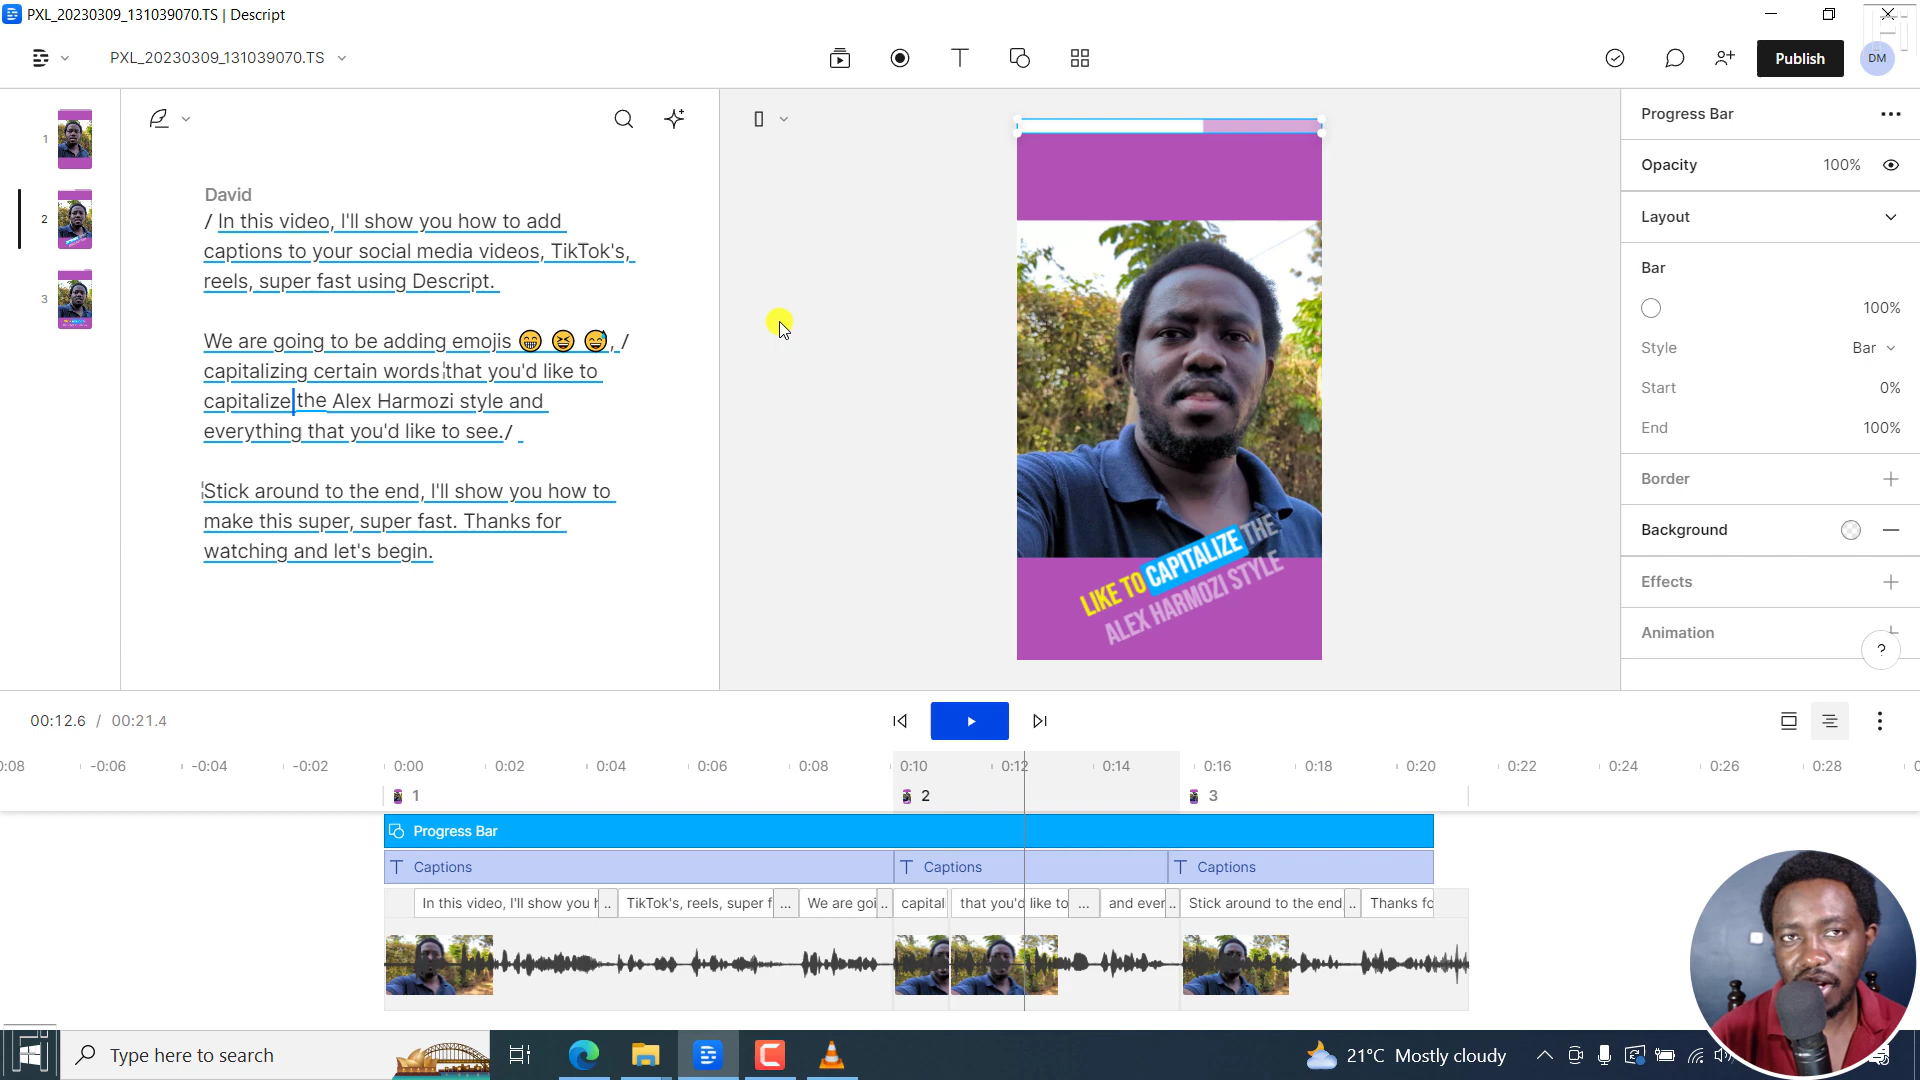 PXL_20230309_131039070.TS | Descript
PXL_20230309_131039070.TS
Publish
DM
1
2
3
David
/ In this video, I'll show you how to add
captions to your social media videos, TikTok's,
reels, super fast using Descript.
We are going to be adding emojis 😁 😆 😅, /
capitalizing certain words that you'd like to
capitalize the Alex Harmozi style and
everything that you'd like to see./
Stick around to the end, I'll show you how to
make this super, super fast. Thanks for
watching and let's begin.
LIKE TO CAPITALIZE THE
ALEX HARMOZI STYLE
Progress Bar
Opacity 100%
Layout
Bar
100%
Style Bar
Start 0%
End 100%
Border
Background
Effects
Animation
?
00:12.6 / 00:21.4
0:08 -0:06 -0:04 -0:02 0:00 0:02 0:04 0:06 0:08 0:10 0:12 0:14 0:16 0:18 0:20 0:22 0:24 0:26 0:28
1 2 3
Progress Bar
Captions Captions Captions
In this video, I'll show you h .. TikTok's, reels, super f ... We are goi .. capital that you'd like to ... and ever .. Stick around to the end .. Thanks fo
Type here to search
21°C Mostly cloudy